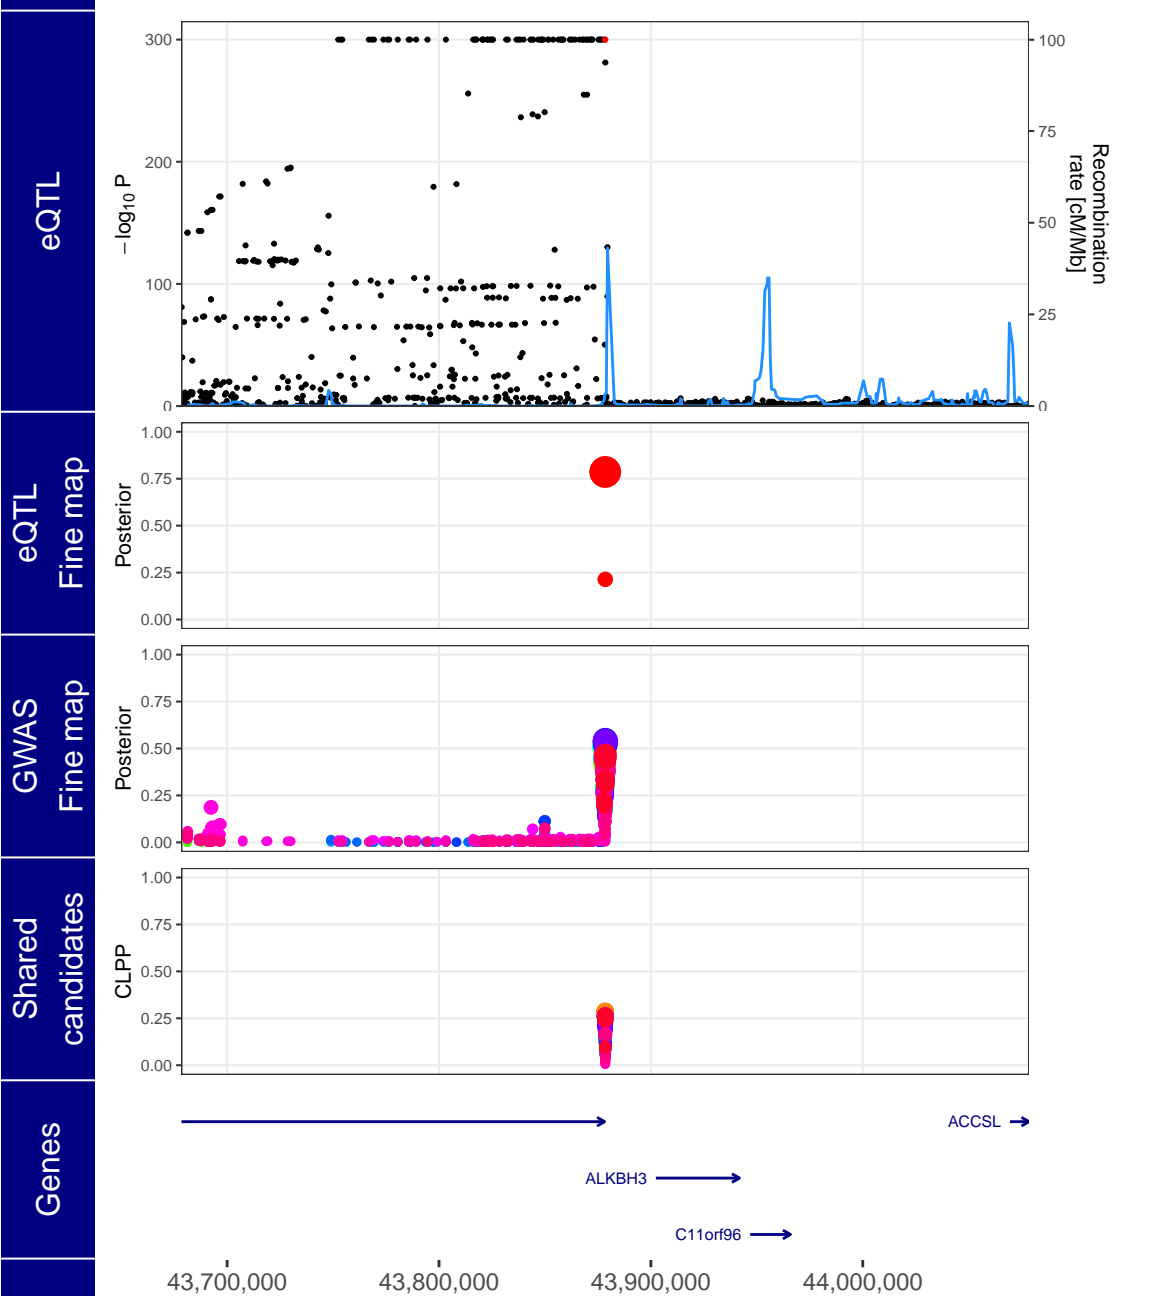 eQTL
−log10 P
300
200
100
0
100
75
50
25
0
Recombination
rate [cM/Mb]
eQTL
Fine map
Posterior
1.00
0.75
0.50
0.25
0.00
GWAS
Fine map
Posterior
1.00
0.75
0.50
0.25
0.00
Shared
candidates
CLPP
1.00
0.75
0.50
0.25
0.00
Genes
ACCSL
ALKBH3
C11orf96
43,700,000
43,800,000
43,900,000
44,000,000